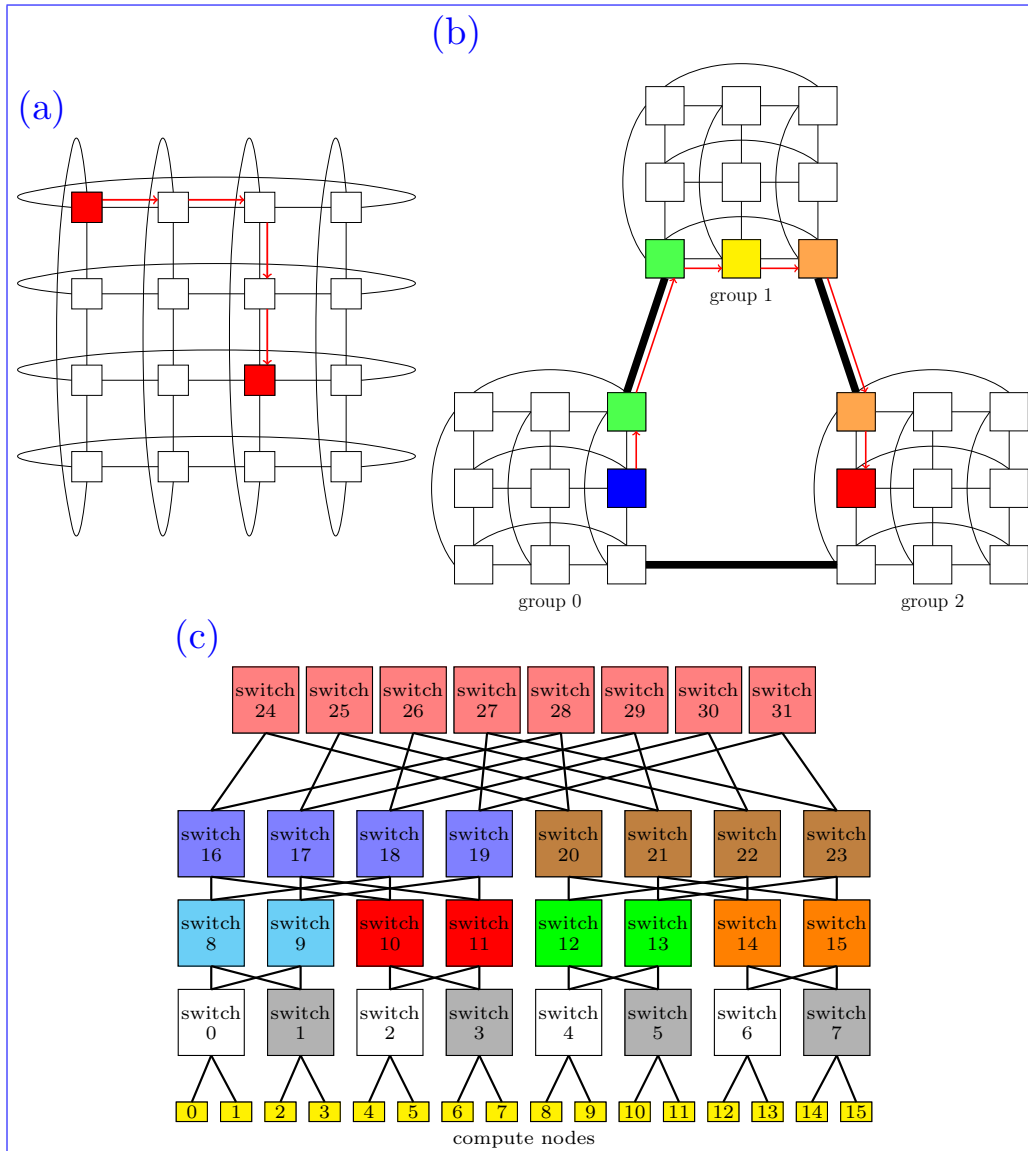 (b)
(a)
group 1
group 0
group 2
(c)
switch 24
switch 25
switch 26
switch 27
switch 28
switch 29
switch 30
switch 31
switch 16
switch 17
switch 18
switch 19
switch 20
switch 21
switch 22
switch 23
switch 8
switch 9
switch 10
switch 11
switch 12
switch 13
switch 14
switch 15
switch 0
switch 1
switch 2
switch 3
switch 4
switch 5
switch 6
switch 7
0 1 2 3 4 5 6 7 8 9 10 11 12 13 14 15
compute nodes